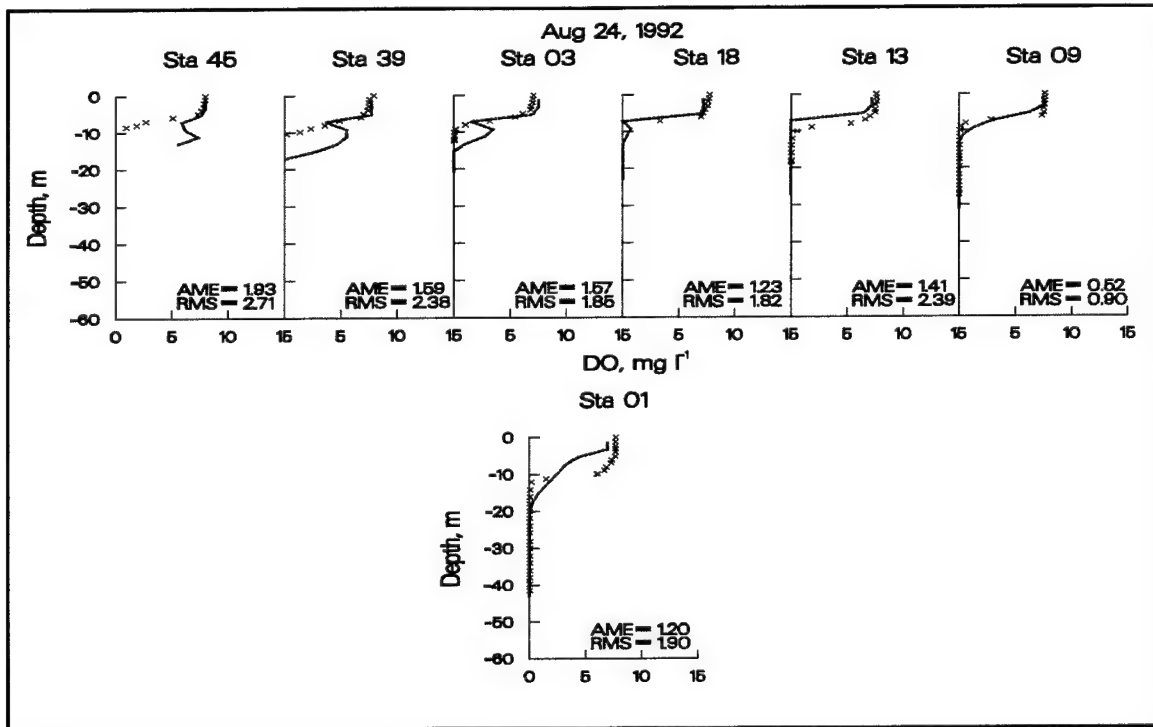 Aug 24, 1992
Sta 45 Sta 39 Sta 03 Sta 18 Sta 13 Sta 09
0
-10
-20
-30
-40
-50
-60
Depth, m
AME= 1.93
RMS= 2.71
AME= 1.59
RMS= 2.38
AME= 1.57
RMS= 1.85
AME= 1.23
RMS= 1.82
AME= 1.41
RMS= 2.39
AME= 0.52
RMS= 0.90
0 5 10 15 5 10 15 5 10 15 5 10 15 5 10 15 5 10 15
DO, mg l¹
Sta 01
0
-10
-20
-30
-40
-50
-60
Depth, m
AME= 1.20
RMS= 1.90
0 5 10 15